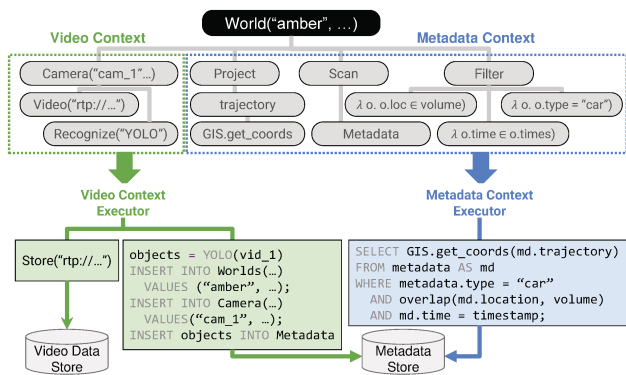 World("amber", …)
Video Context
Metadata Context
Camera("cam_1"…)
Project
Scan
Filter
Video("rtp://…")
trajectory
λ o. o.loc ∈ volume)
λ o. o.type = "car")
Recognize("YOLO")
GIS.get_coords
Metadata
λ o.time ∈ o.times)
Video Context
Executor
Metadata Context
Executor
Store("rtp://…")
objects = YOLO(vid_1)
INSERT INTO Worlds(…)
VALUES ("amber", …);
INSERT INTO Camera(…)
VALUES ("cam_1", …);
INSERT objects INTO Metadata
SELECT GIS.get_coords(md.trajectory)
FROM metadata AS md
WHERE metadata.type = "car"
AND overlap(md.location, volume)
AND md.time = timestamp;
Video Data
Store
Metadata
Store